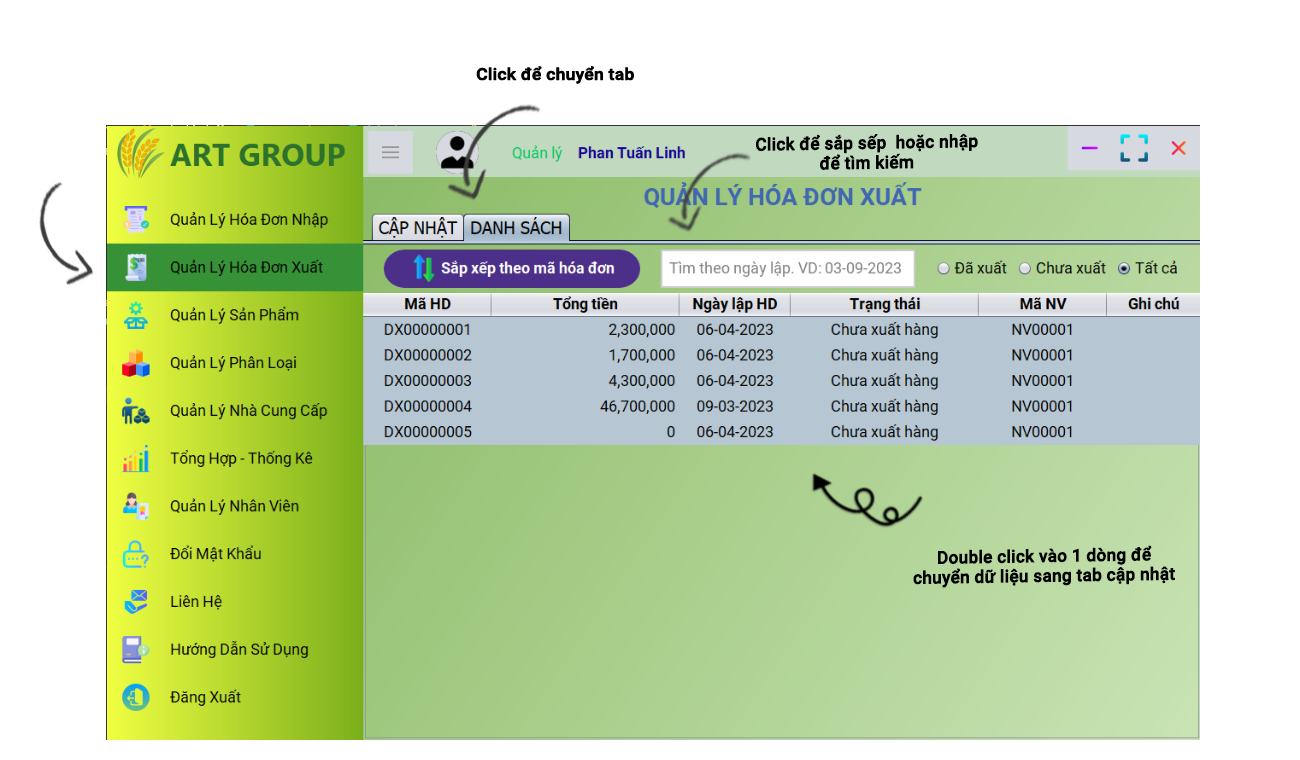 Click để chuyển tab
ART GROUP
Quản lý Phan Tuấn Linh
Click để sắp sếp hoặc nhập
để tìm kiếm
QUẢN LÝ HÓA ĐƠN XUẤT
CẬP NHẬT DANH SÁCH
Sắp xếp theo mã hóa đơn Tìm theo ngày lập. VD: 03-09-2023 Đã xuất Chưa xuất Tất cả
Mã HD Tổng tiền Ngày lập HD Trạng thái Mã NV Ghi chú
DX00000001 2,300,000 06-04-2023 Chưa xuất hàng NV00001
DX00000002 1,700,000 06-04-2023 Chưa xuất hàng NV00001
DX00000003 4,300,000 06-04-2023 Chưa xuất hàng NV00001
DX00000004 46,700,000 09-03-2023 Chưa xuất hàng NV00001
DX00000005 0 06-04-2023 Chưa xuất hàng NV00001
Quản Lý Hóa Đơn Nhập
Quản Lý Hóa Đơn Xuất
Quản Lý Sản Phẩm
Quản Lý Phân Loại
Quản Lý Nhà Cung Cấp
Tổng Hợp - Thống Kê
Quản Lý Nhân Viên
Đổi Mật Khẩu
Liên Hệ
Hướng Dẫn Sử Dụng
Đăng Xuất
Double click vào 1 dòng để
chuyển dữ liệu sang tab cập nhật